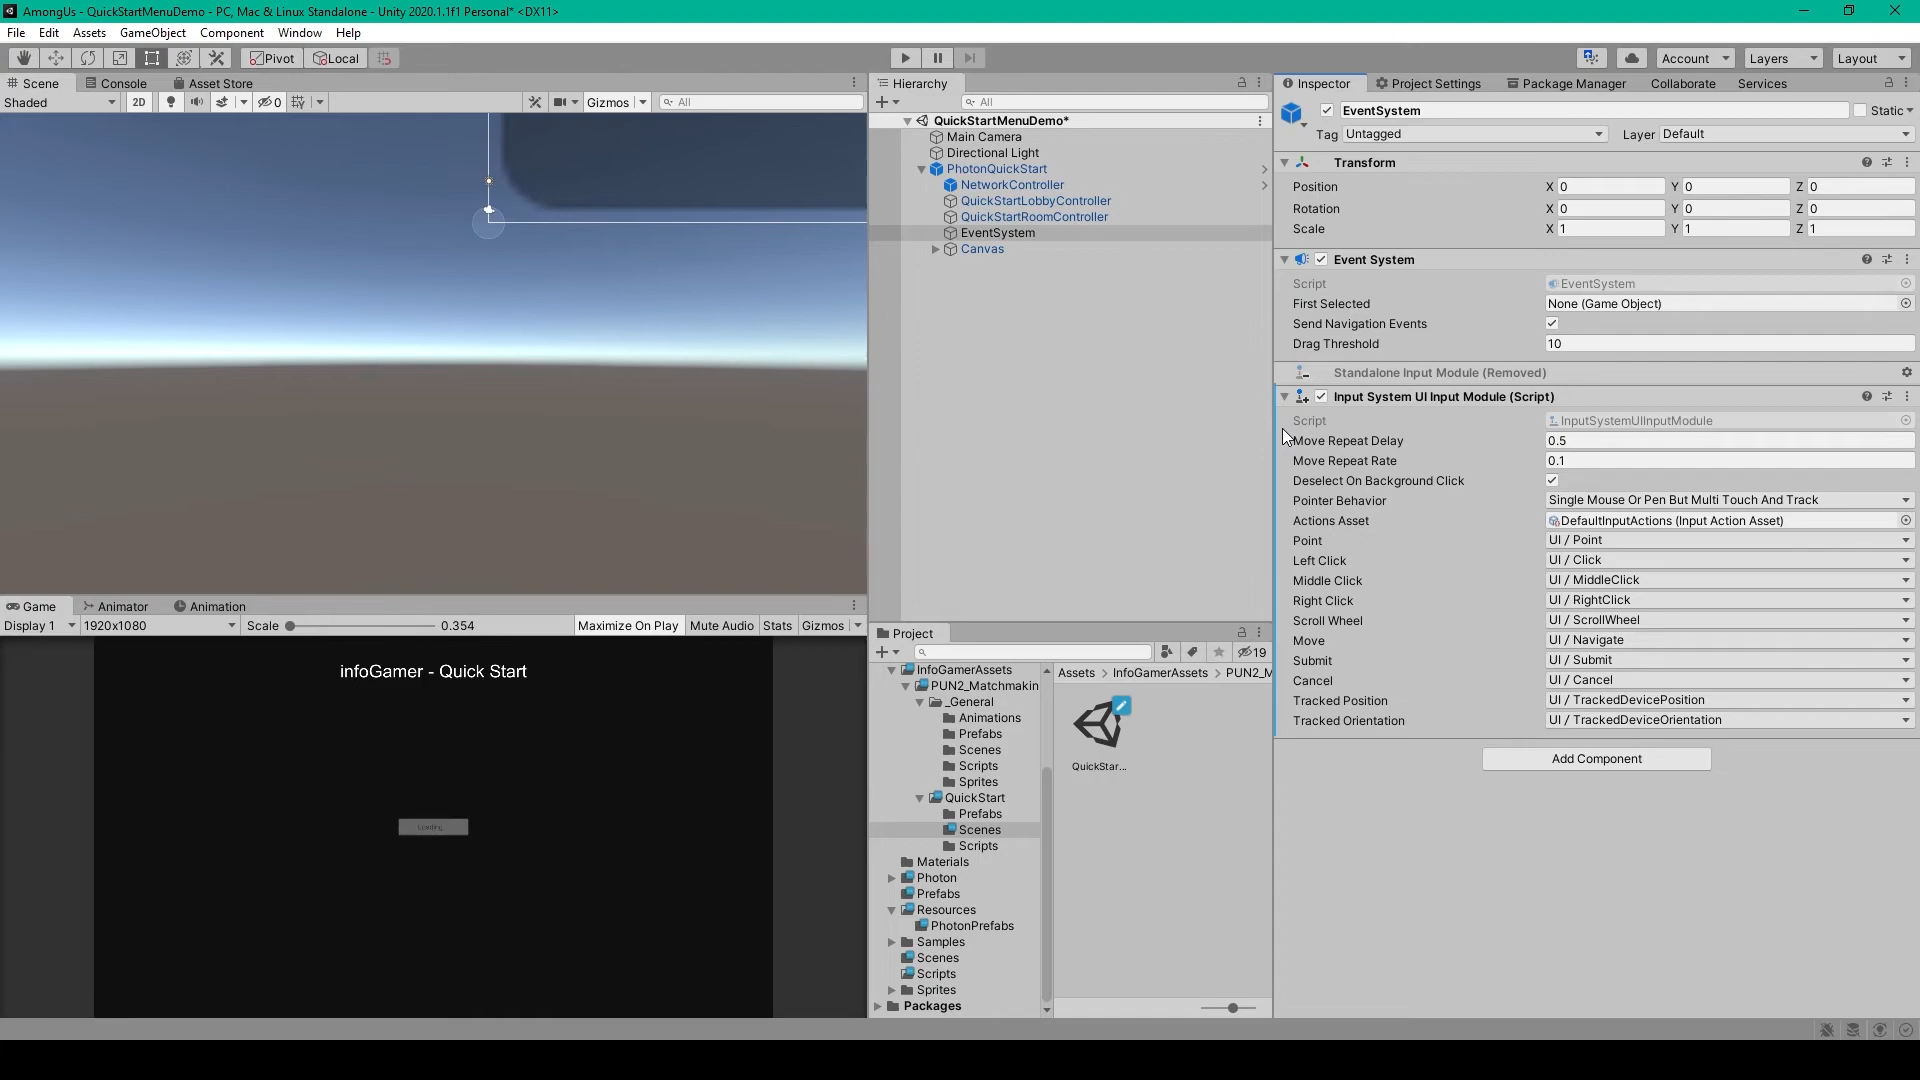 AmongUs - QuickStartMenuDemo - PC, Mac & Linux Standalone - Unity 2020.1.1f1 Personal* <DX11>
File Edit Assets GameObject Component Window Help
Pivot Local Account Layers Layout
Scene Console Asset Store
Shaded 2D 0 Gizmos All
Hierarchy
All
QuickStartMenuDemo*
Main Camera
Directional Light
PhotonQuickStart
NetworkController
QuickStartLobbyController
QuickStartRoomController
EventSystem
Canvas
Inspector Project Settings Package Manager Collaborate Services
EventSystem Static
Tag Untagged Layer Default
Transform
Position X 0 Y 0 Z 0
Rotation X 0 Y 0 Z 0
Scale X 1 Y 1 Z 1
Event System
Script EventSystem
First Selected None (Game Object)
Send Navigation Events
Drag Threshold 10
Standalone Input Module (Removed)
Input System UI Input Module (Script)
Script InputSystemUIInputModule
Move Repeat Delay 0.5
Move Repeat Rate 0.1
Deselect On Background Click
Pointer Behavior Single Mouse Or Pen But Multi Touch And Track
Actions Asset DefaultInputActions (Input Action Asset)
Point UI / Point
Left Click UI / Click
Middle Click UI / MiddleClick
Right Click UI / RightClick
Scroll Wheel UI / ScrollWheel
Move UI / Navigate
Submit UI / Submit
Cancel UI / Cancel
Tracked Position UI / TrackedDevicePosition
Tracked Orientation UI / TrackedDeviceOrientation
Add Component
Game Animator Animation
Display 1 1920x1080 Scale 0.354 Maximize On Play Mute Audio Stats Gizmos
infoGamer - Quick Start
Loading
Project
19
InfoGamerAssets
PUN2_Matchmakin
_General
Animations
Prefabs
Scenes
Scripts
Sprites
QuickStart
Prefabs
Scenes
Scripts
Materials
Photon
Prefabs
Resources
PhotonPrefabs
Samples
Scenes
Scripts
Sprites
Packages
Assets > InfoGamerAssets > PUN2_M
QuickStar...